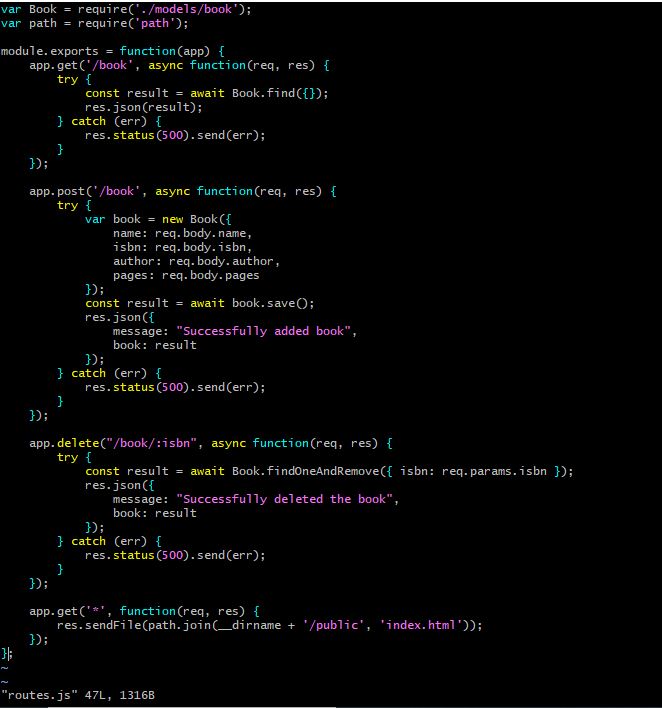 var Book = require('./models/book');
var path = require('path');

module.exports = function(app) {
    app.get('/book', async function(req, res) {
        try {
            const result = await Book.find({});
            res.json(result);
        } catch (err) {
            res.status(500).send(err);
        }
    });

    app.post('/book', async function(req, res) {
        try {
            var book = new Book({
                name: req.body.name,
                isbn: req.body.isbn,
                author: req.body.author,
                pages: req.body.pages
            });
            const result = await book.save();
            res.json({
                message: "Successfully added book",
                book: result
            });
        } catch (err) {
            res.status(500).send(err);
        }
    });

    app.delete("/book/:isbn", async function(req, res) {
        try {
            const result = await Book.findOneAndRemove({ isbn: req.params.isbn });
            res.json({
                message: "Successfully deleted the book",
                book: result
            });
        } catch (err) {
            res.status(500).send(err);
        }
    });

    app.get('*', function(req, res) {
        res.sendFile(path.join(__dirname + '/public', 'index.html'));
    });
};
~
~
"routes.js" 47L, 1316B